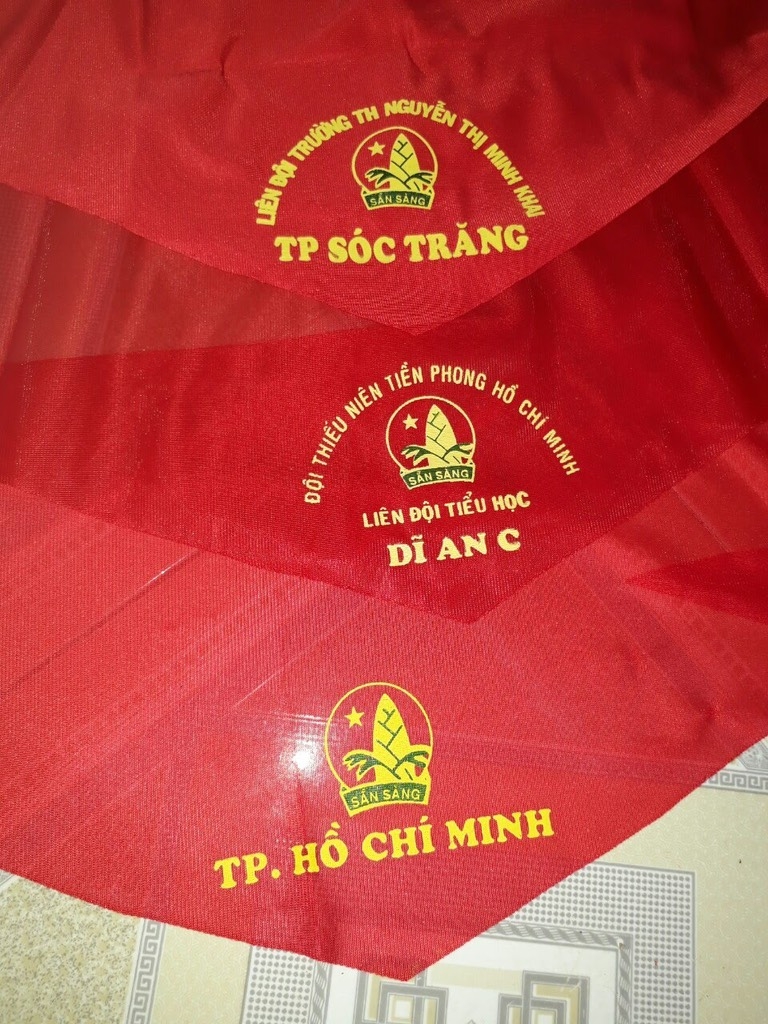 LIÊN ĐỘI TRƯỜNG TH NGUYỄN THỊ MINH KHAI
SẴN SÀNG
TP SÓC TRĂNG
ĐỘI THIẾU NIÊN TIỀN PHONG HỒ CHÍ MINH
SẴN SÀNG
LIÊN ĐỘI TIỂU HỌC
DĨ AN C
SẴN SÀNG
TP. HỒ CHÍ MINH